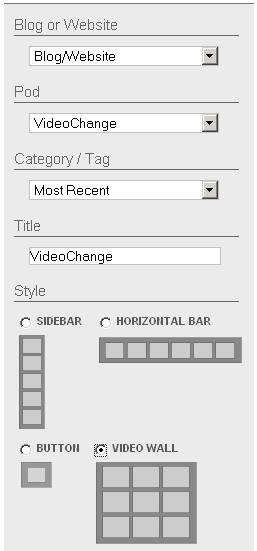 Blog or Website
Blog/Website
Pod
VideoChange
Category / Tag
Most Recent
Title
VideoChange
Style
SIDEBAR HORIZONTAL BAR
BUTTON VIDEO WALL